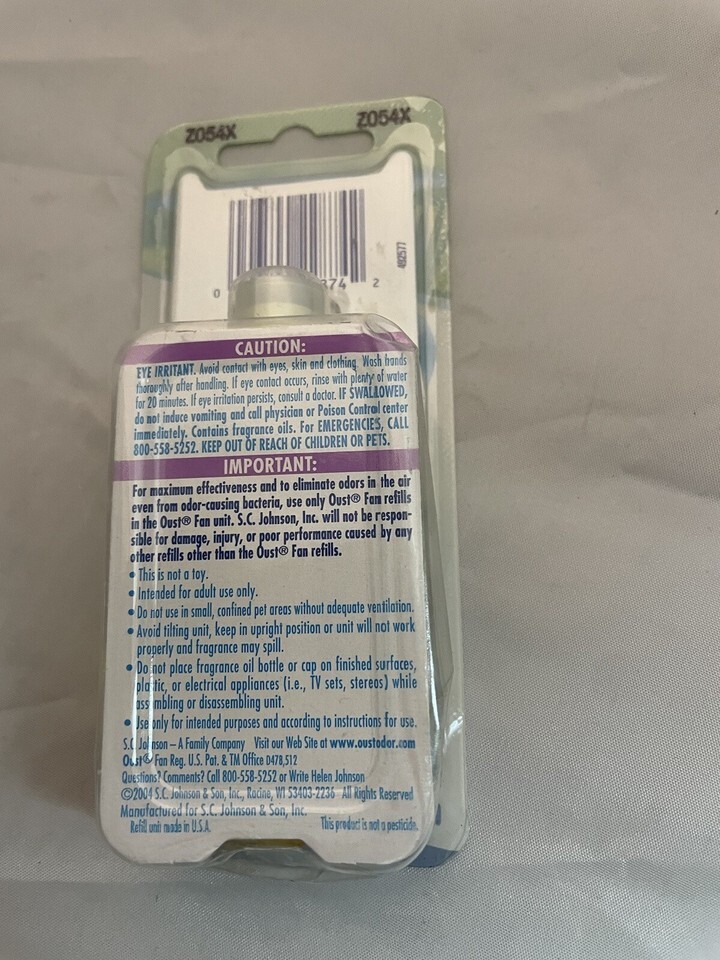 Z054X Z054X
0 374 2
492577
CAUTION:
EYE IRRITANT. Avoid contact with eyes, skin and clothing. Wash hands
thoroughly after handling. If eye contact occurs, rinse with plenty of water
for 20 minutes. If eye irritation persists, consult a doctor. IF SWALLOWED,
do not induce vomiting and call physician or Poison Control center
immediately. Contains fragrance oils. For EMERGENCIES, CALL
800-558-5252. KEEP OUT OF REACH OF CHILDREN OR PETS.
IMPORTANT:
For maximum effectiveness and to eliminate odors in the air
even from odor-causing bacteria, use only Oust® Fan refills
in the Oust® Fan unit. S.C. Johnson, Inc. will not be respon-
sible for damage, injury, or poor performance caused by any
other refills other than the Oust® Fan refills.
• This is not a toy.
• Intended for adult use only.
• Do not use in small, confined pet areas without adequate ventilation.
• Avoid tilting unit, keep in upright position or unit will not work
properly and fragrance may spill.
• Do not place fragrance oil bottle or cap on finished surfaces,
plastic, or electrical appliances (i.e., TV sets, stereos) while
assembling or disassembling unit.
• Use only for intended purposes and according to instructions for use.
S.C. Johnson – A Family Company Visit our Web Site at www.oustodor.com
Oust® Fan Reg. U.S. Pat. & TM Office D478,512
Questions? Comments? Call 800-558-5252 or Write Helen Johnson
©2004 S.C. Johnson & Son, Inc., Racine, WI 53403-2236 All Rights Reserved
Manufactured for S.C. Johnson & Son, Inc.
Refill unit made in U.S.A. This product is not a pesticide.